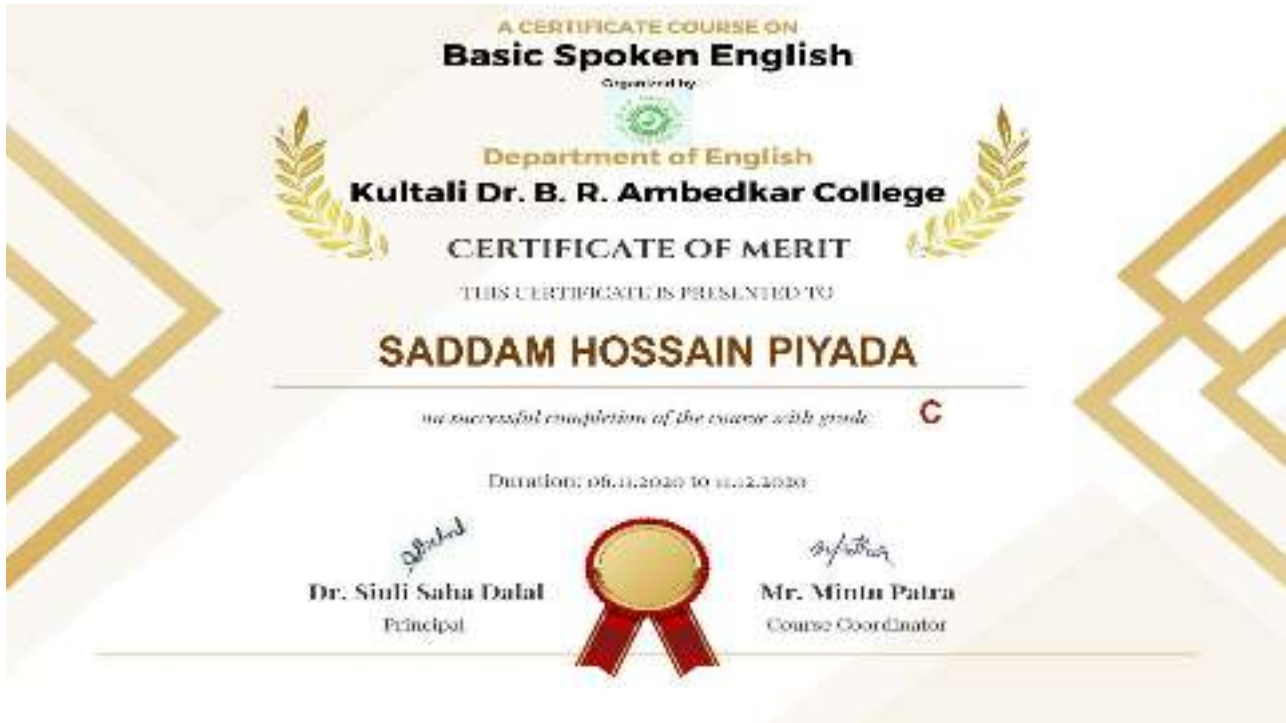 A CERTIFICATE COURSE ON
Basic Spoken English
Organized by
Department of English
Kultali Dr. B. R. Ambedkar College
CERTIFICATE OF MERIT
THIS CERTIFICATE IS PRESENTED TO
SADDAM HOSSAIN PIYADA
on successful completion of the course with grade C
Duration: 06.11.2020 to 11.12.2020
Dr. Siuli Saha Dalal
Principal
Mr. Mintu Patra
Course Coordinator